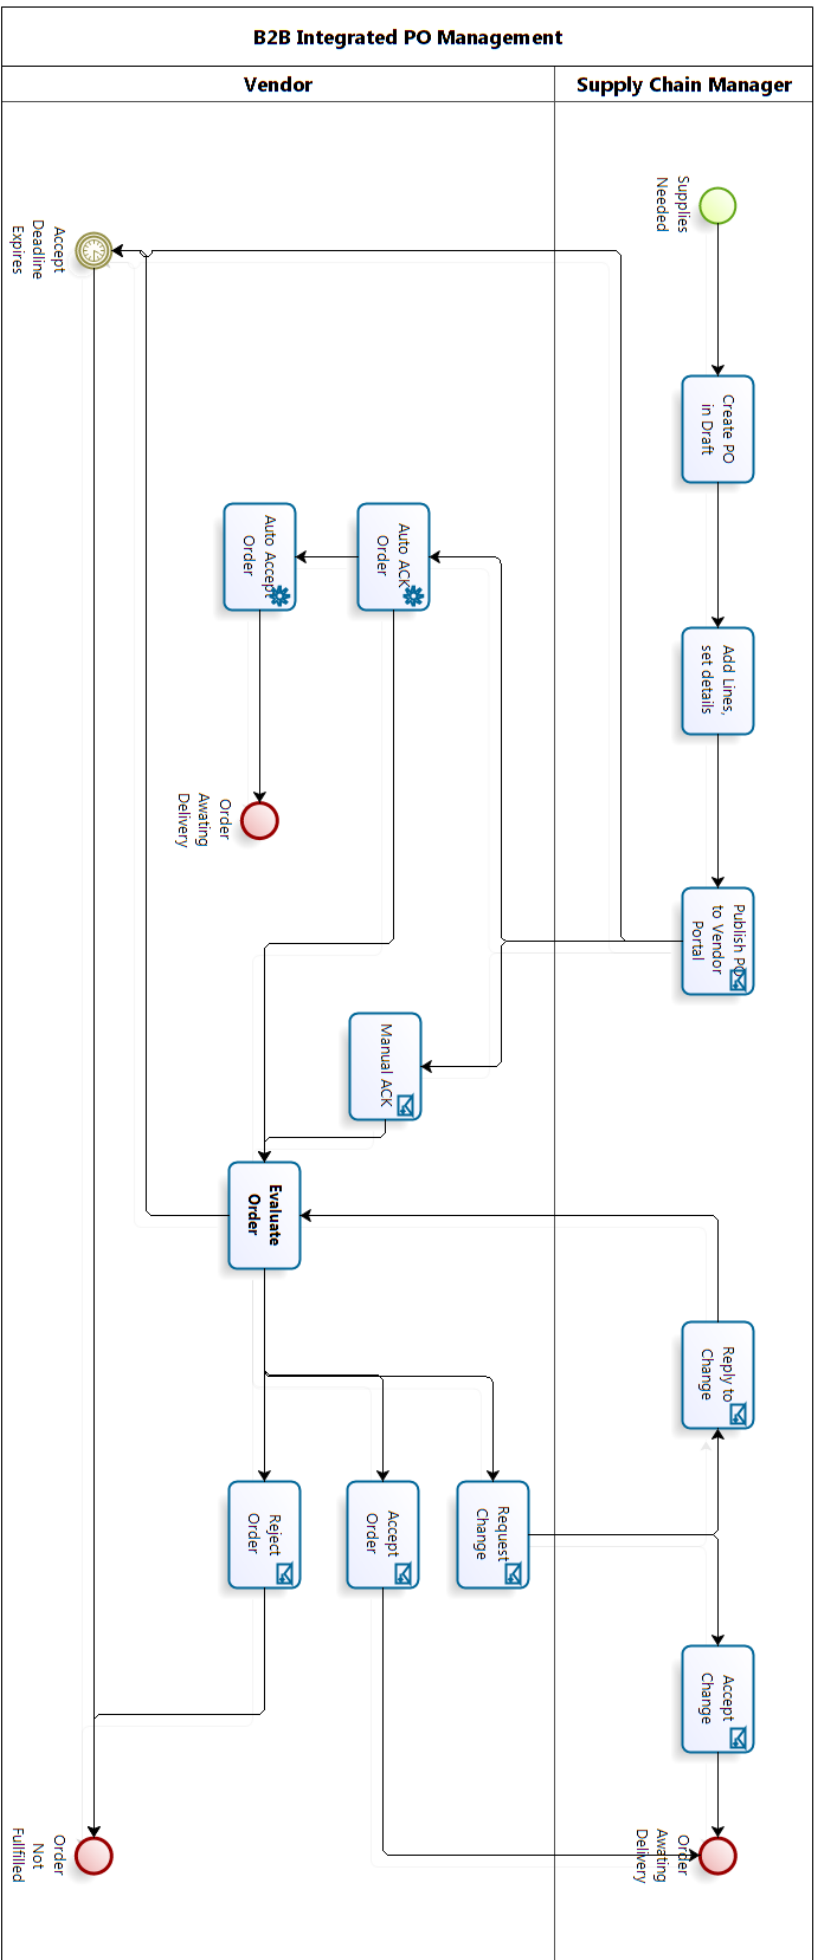 B2B Integrated PO Management
Vendor
Supply Chain Manager
Supplies
Needed
Accept
Deadline
Expires
Create PO
in Draft
Auto Accept
Order
Auto ACK
Order
Add Lines,
set details
Order
Awating
Delivery
Publish PO
to Vendor
Portal
Manual ACK
Evaluate
Order
Reply to
Change
Reject
Order
Accept
Order
Request
Change
Accept
Change
Order
Not
Fullfilled
Order
Awating
Delivery